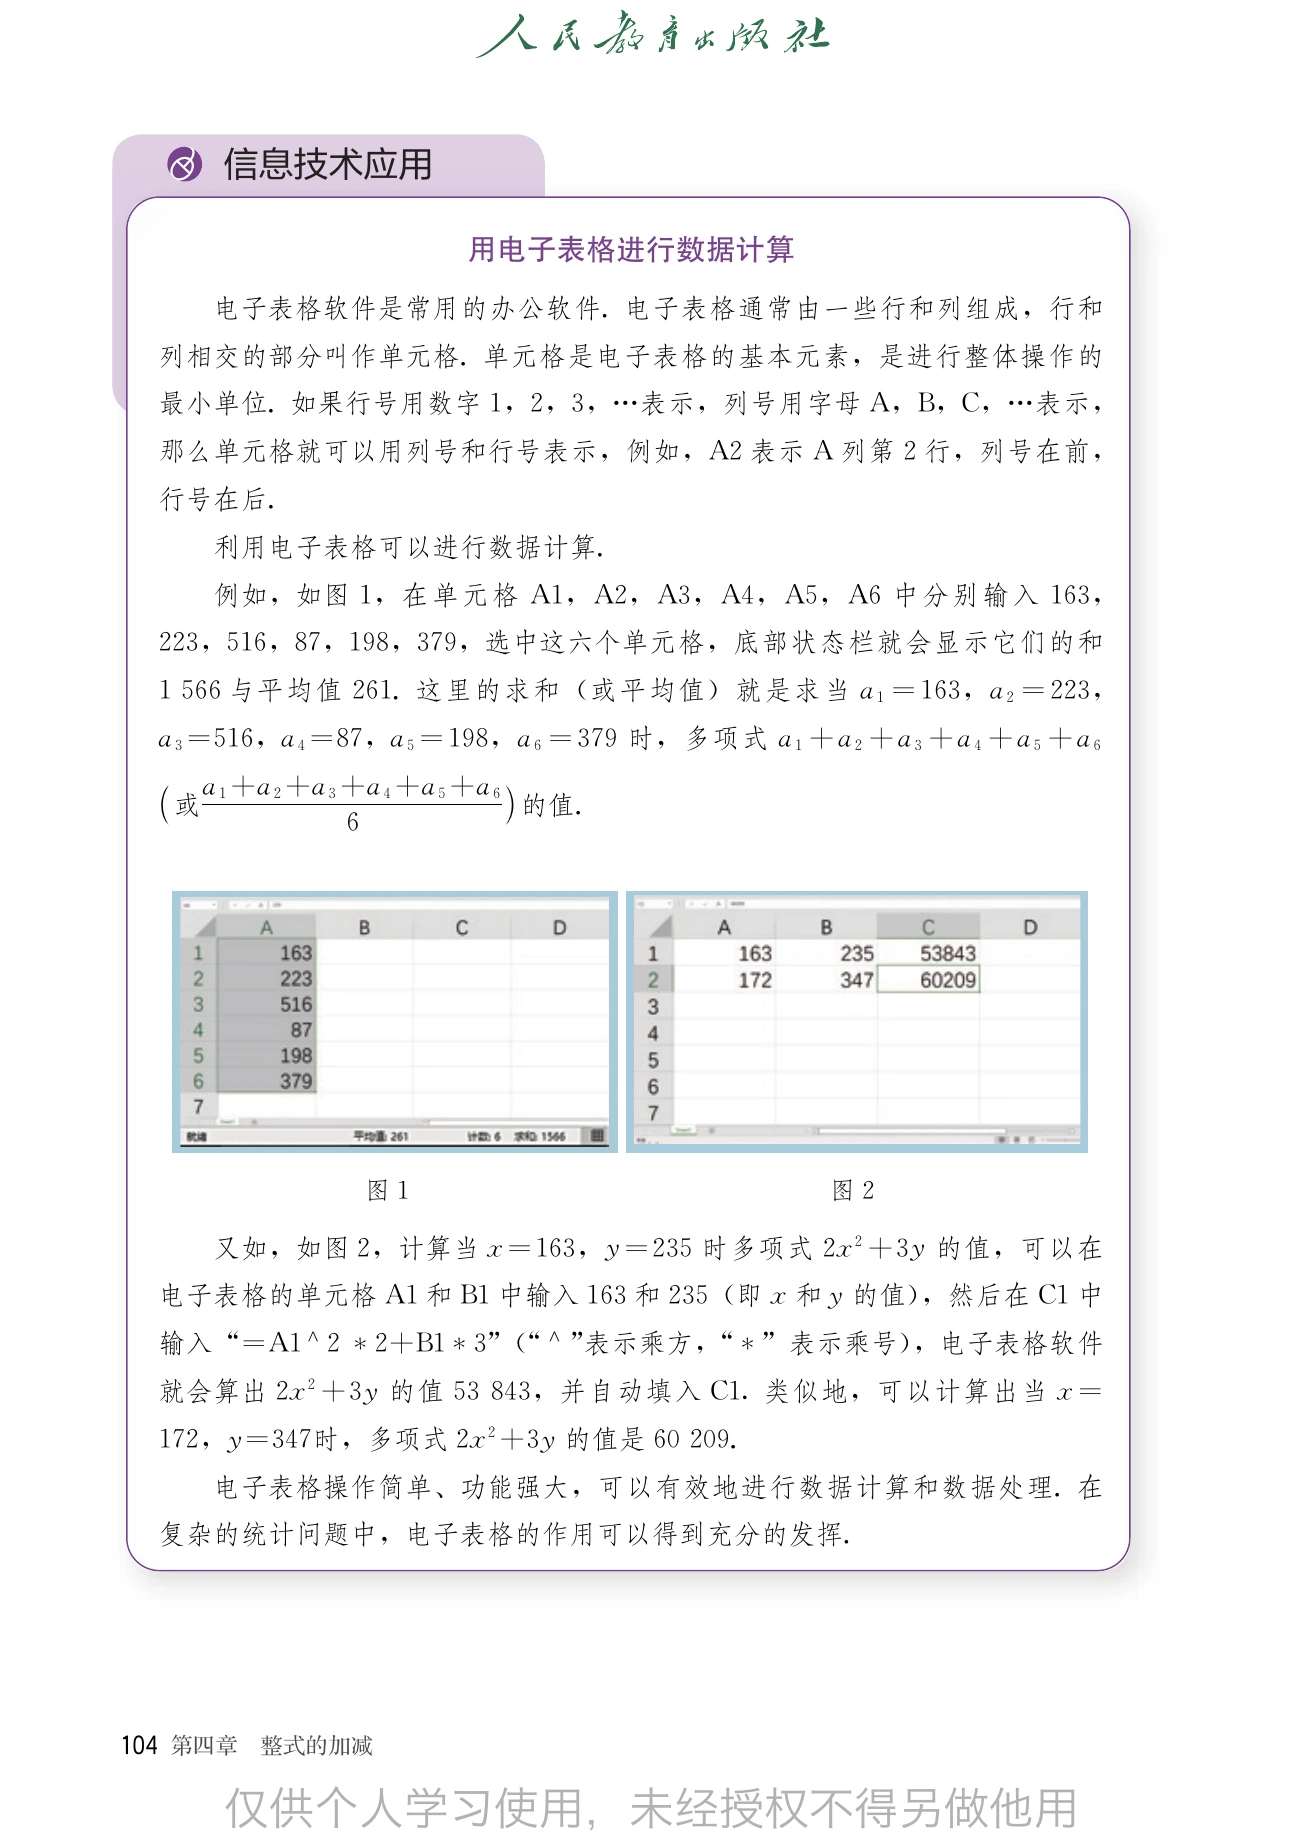 人民教育出版社
信息技术应用
用电子表格进行数据计算
电子表格软件是常用的办公软件. 电子表格通常由一些行和列组成，行和
列相交的部分叫作单元格. 单元格是电子表格的基本元素，是进行整体操作的
最小单位. 如果行号用数字 1，2，3，…表示，列号用字母 A，B，C，…表示，
那么单元格就可以用列号和行号表示，例如，A2 表示 A 列第 2 行，列号在前，
行号在后.
利用电子表格可以进行数据计算.
例如，如图 1，在单元格 A1，A2，A3，A4，A5，A6 中分别输入 163，
223，516，87，198，379，选中这六个单元格，底部状态栏就会显示它们的和
1 566 与平均值 261. 这里的求和（或平均值）就是求当 a₁＝163，a₂＝223，
a₃＝516，a₄＝87，a₅＝198，a₆＝379 时，多项式 a₁＋a₂＋a₃＋a₄＋a₅＋a₆
(或 (a₁＋a₂＋a₃＋a₄＋a₅＋a₆)/6) 的值.
A B C D
1 163
2 223
3 516
4 87
5 198
6 379
7
就绪 平均值: 261 计数: 6 求和: 1566
图 1
A B C D
1 163 235 53843
2 172 347 60209
3
4
5
6
7
图 2
又如，如图 2，计算当 x＝163，y＝235 时多项式 2x²＋3y 的值，可以在
电子表格的单元格 A1 和 B1 中输入 163 和 235（即 x 和 y 的值），然后在 C1 中
输入“＝A1^2＊2＋B1＊3”（“^”表示乘方，“＊”表示乘号），电子表格软件
就会算出 2x²＋3y 的值 53 843，并自动填入 C1. 类似地，可以计算出当 x＝
172，y＝347时，多项式 2x²＋3y 的值是 60 209.
电子表格操作简单、功能强大，可以有效地进行数据计算和数据处理. 在
复杂的统计问题中，电子表格的作用可以得到充分的发挥.
104 第四章 整式的加减
仅供个人学习使用，未经授权不得另做他用